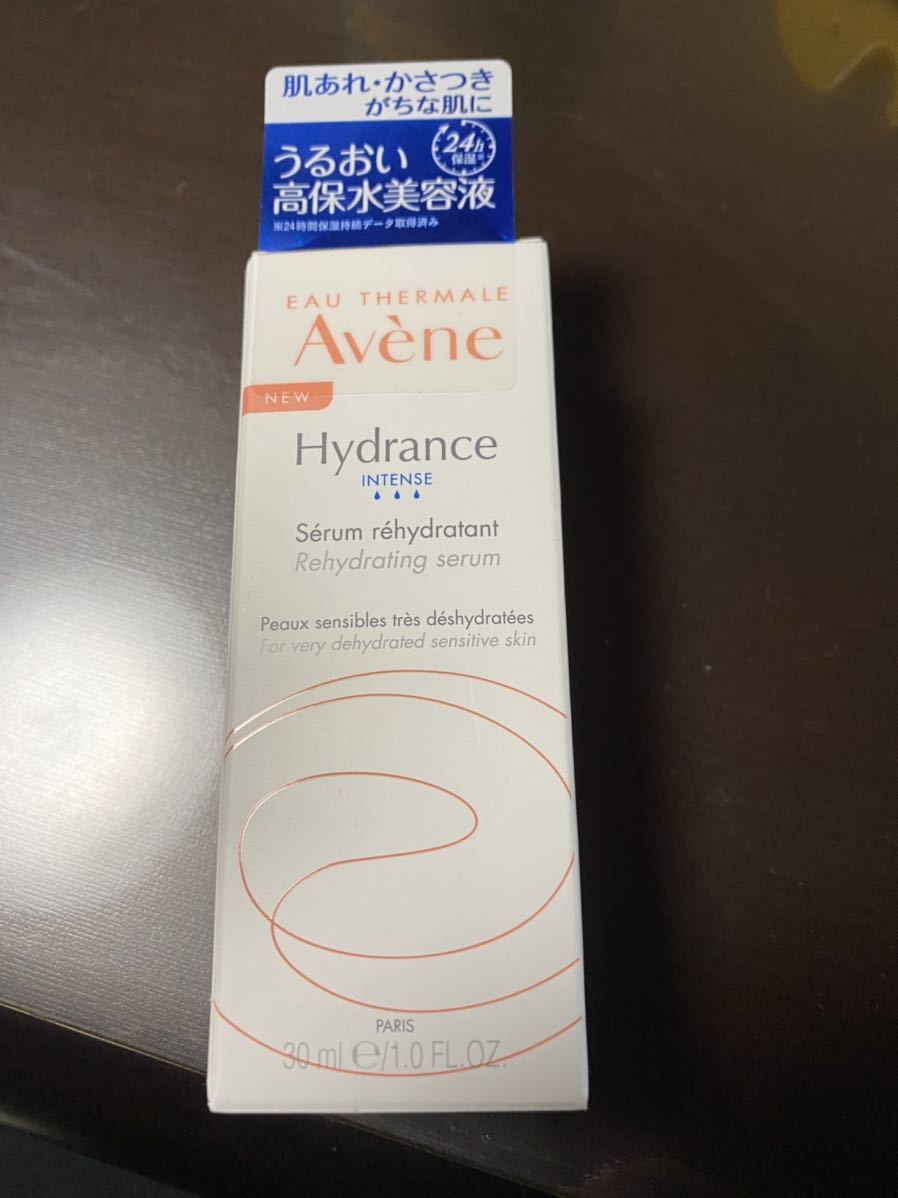 肌あれ・かさつき
がちな肌に
24h
保湿※
うるおい
高保水美容液
※24時間保湿持続データ取得済み
EAU THERMALE
Avène
NEW
Hydrance
INTENSE
Sérum réhydratant
Rehydrating serum
Peaux sensibles très déshydratées
For very dehydrated sensitive skin
PARIS
30 ml ℮/1.0 FL.OZ.